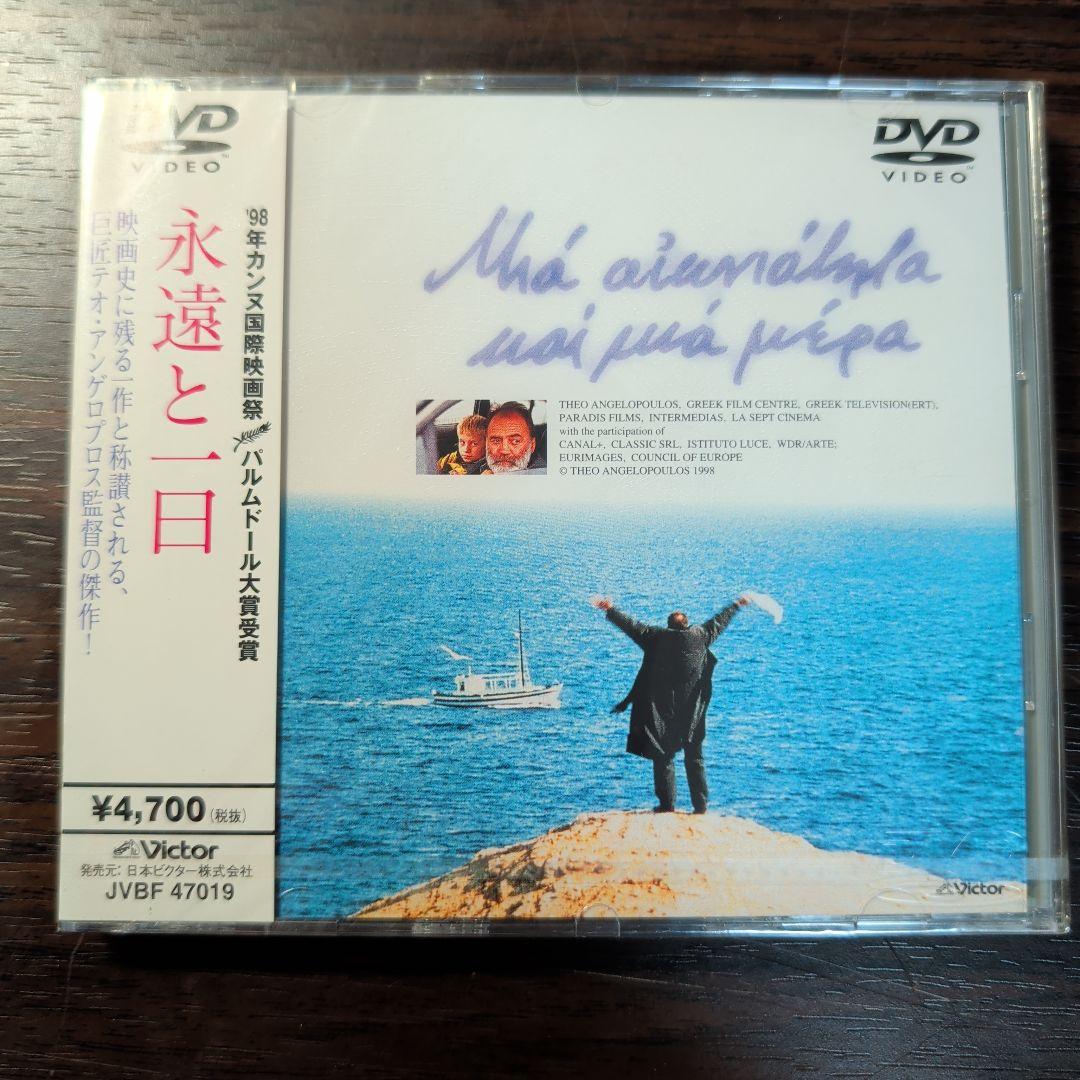 DVD
VIDEO™
'98年カンヌ国際映画祭 パルムドール大賞受賞
永遠と一日
映画史に残る一作と称讃される、
巨匠テオ・アンゲロプロス監督の傑作!
¥4,700(税抜)
Victor
発売元: 日本ビクター株式会社
JVBF 47019
DVD
VIDEO™
Μιά αἰωνιότητα
καί μιά μέρα
THEO ANGELOPOULOS, GREEK FILM CENTRE, GREEK TELEVISION(ERT),
PARADIS FILMS, INTERMEDIAS, LA SEPT CINEMA
with the participation of
CANAL+, CLASSIC SRL, ISTITUTO LUCE, WDR/ARTE;
EURIMAGES, COUNCIL OF EUROPE
© THEO ANGELOPOULOS 1998
Victor